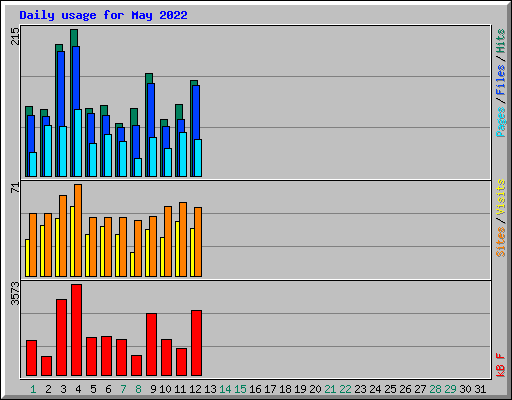 Daily usage for May 2022
215
Pages / Files / Hits
71
Sites / Visits
3573
kB F
1 2 3 4 5 6 7 8 9 10 11 12 13 14 15 16 17 18 19 20 21 22 23 24 25 26 27 28 29 30 31